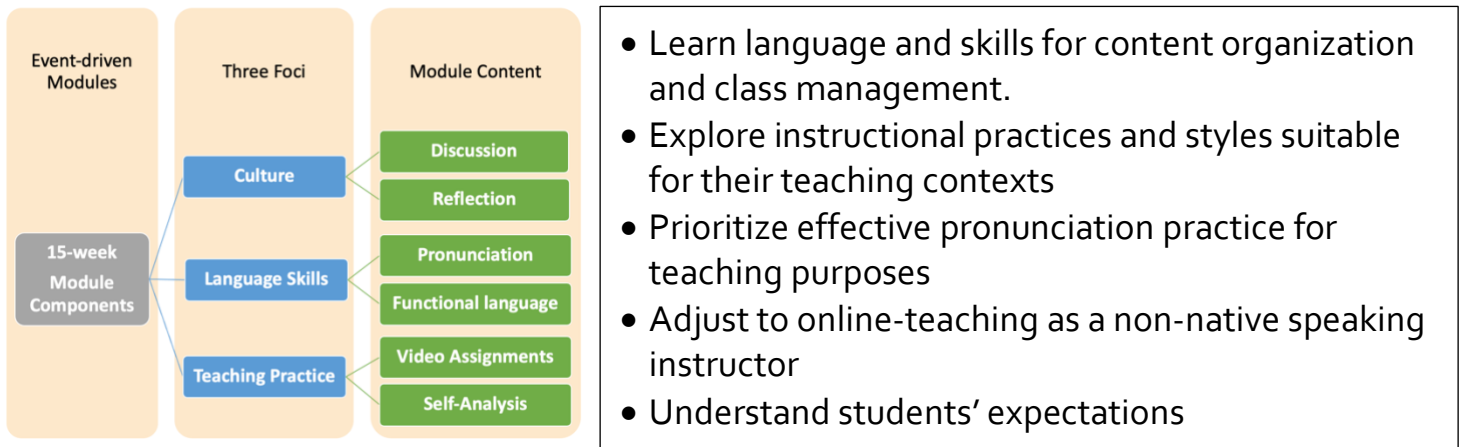 Event-driven
Modules
Three Foci
Module Content
15-week
Module
Components
Culture
Language Skills
Teaching Practice
Discussion
Reflection
Pronunciation
Functional language
Video Assignments
Self-Analysis
• Learn language and skills for content organization
and class management.
• Explore instructional practices and styles suitable
for their teaching contexts
• Prioritize effective pronunciation practice for
teaching purposes
• Adjust to online-teaching as a non-native speaking
instructor
• Understand students’ expectations